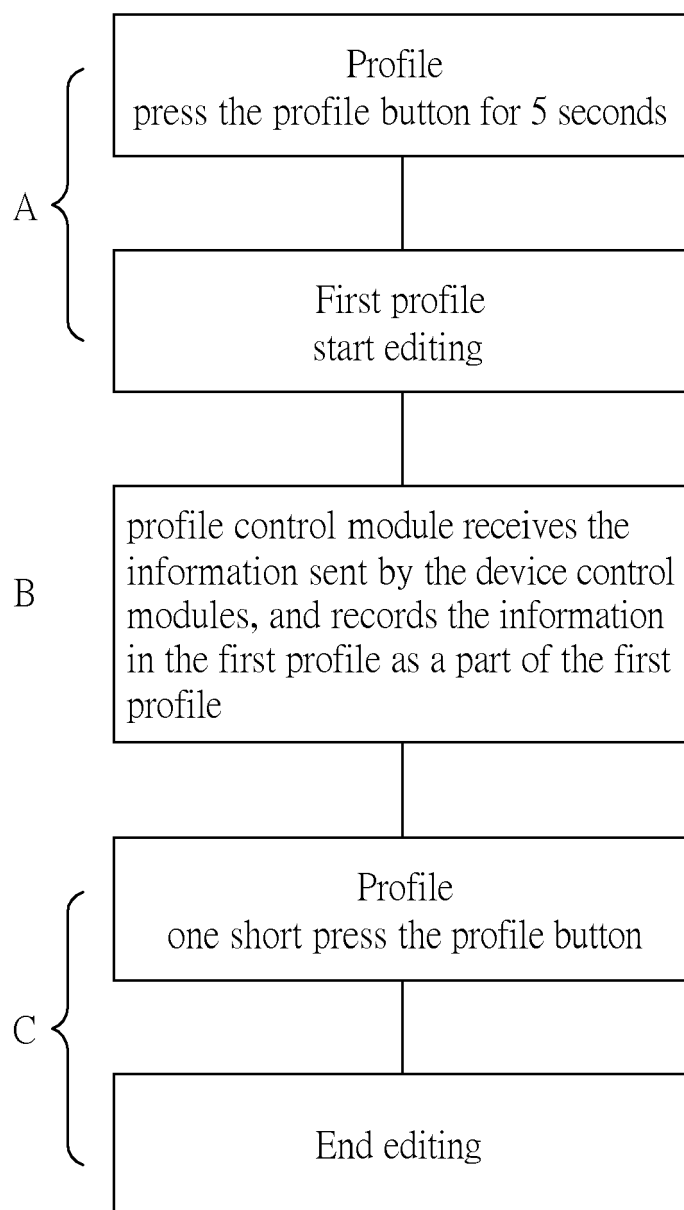 Profile
press the profile button for 5 seconds
A
First profile
start editing
B
profile control module receives the
information sent by the device control
modules, and records the information
in the first profile as a part of the first
profile
Profile
one short press the profile button
C
End editing